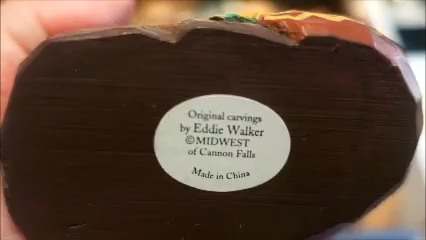 Original carvings
by Eddie Walker
©MIDWEST
of Cannon Falls
Made in China